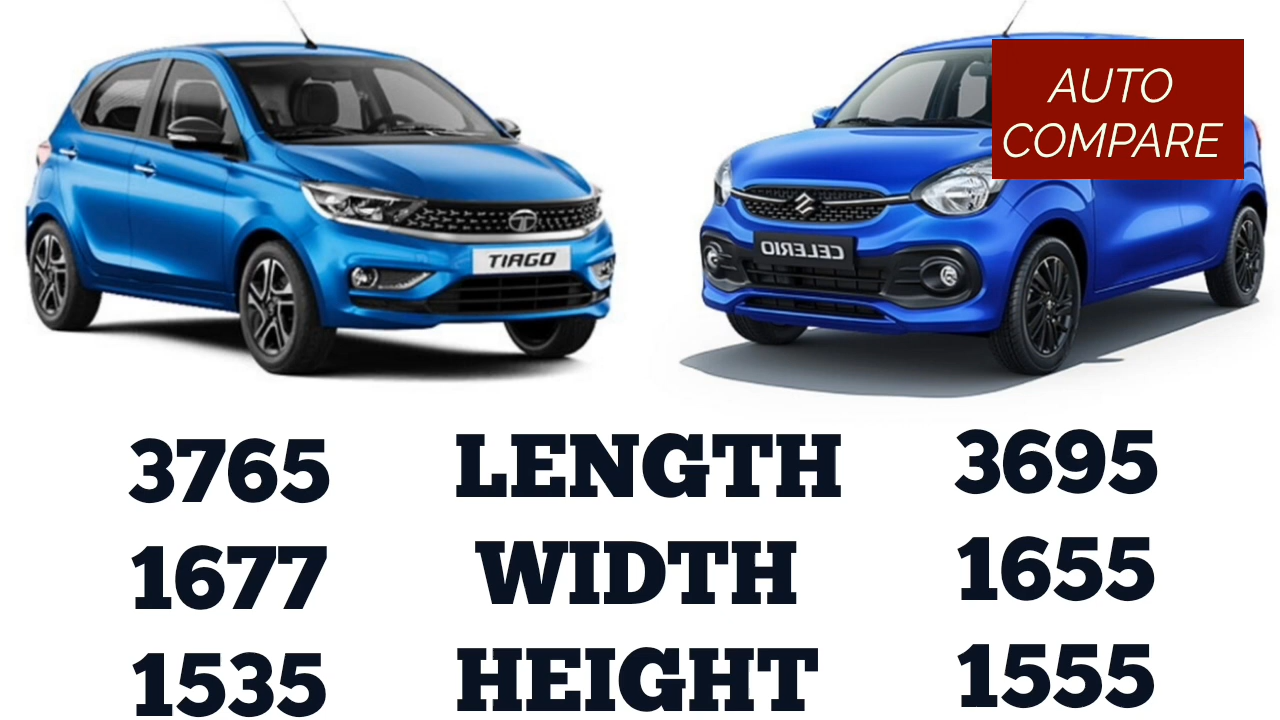 AUTO
COMPARE
TIAGO
CELERIO
3765 LENGTH 3695
1677 WIDTH 1655
1535 HEIGHT 1555